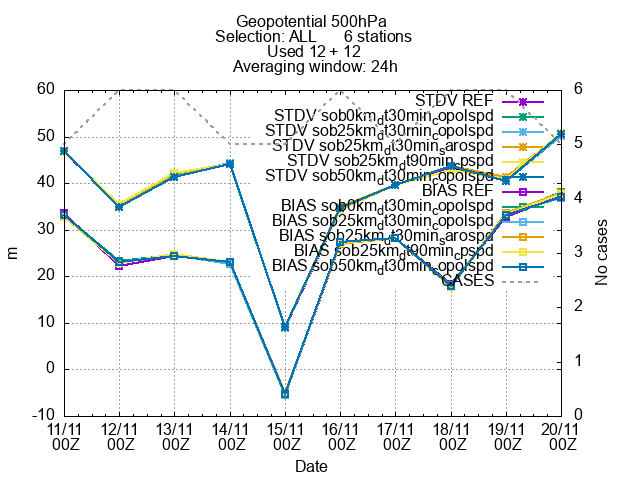 Geopotential 500hPa
Selection: ALL 6 stations
Used 12 + 12
Averaging window: 24h
60
50
40
30
20
10
0
-10
m
6
5
4
3
2
1
0
No cases
STDV REF
STDV sob0km_dt30min_copolspd
STDV sob25km_dt30min_copolspd
STDV sob25km_dt30min_sarospd
STDV sob25km_dt90min_cpspd
STDV sob50km_dt30min_copolspd
BIAS REF
BIAS sob0km_dt30min_copolspd
BIAS sob25km_dt30min_copolspd
BIAS sob25km_dt30min_sarospd
BIAS sob25km_dt90min_cpspd
BIAS sob50km_dt30min_copolspd
CASES
11/11 12/11 13/11 14/11 15/11 16/11 17/11 18/11 19/11 20/11
00Z 00Z 00Z 00Z 00Z 00Z 00Z 00Z 00Z 00Z
Date